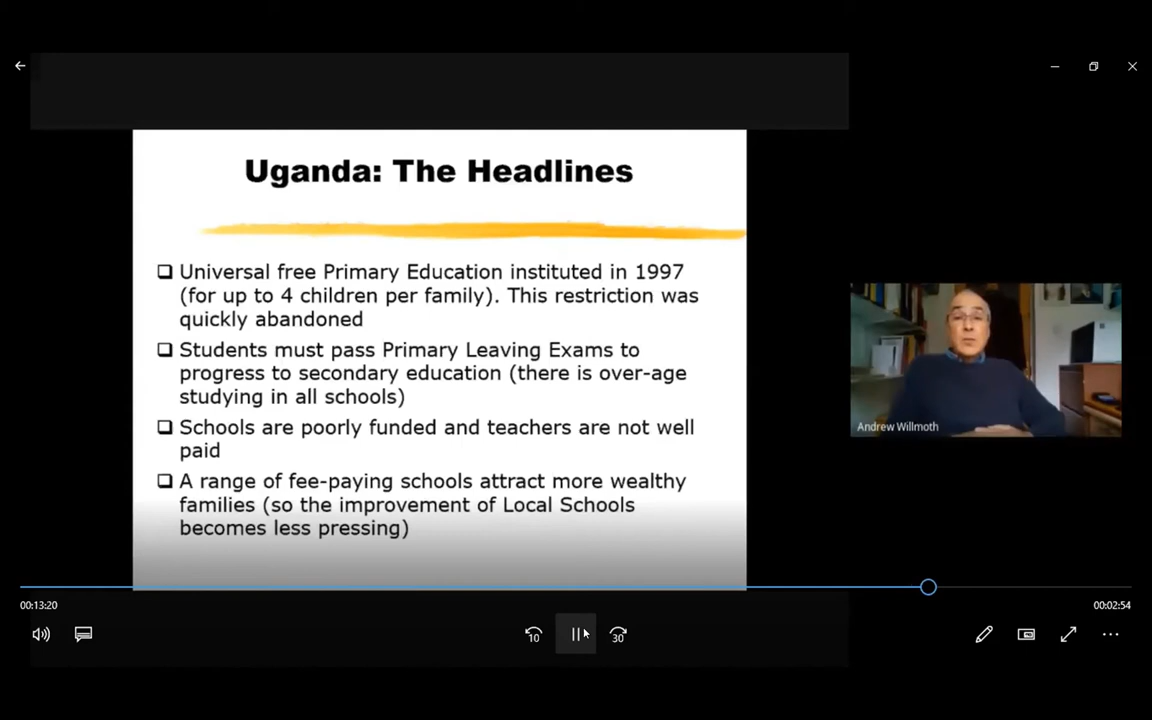 Uganda: The Headlines
Universal free Primary Education instituted in 1997
(for up to 4 children per family). This restriction was
quickly abandoned
Students must pass Primary Leaving Exams to
progress to secondary education (there is over-age
studying in all schools)
Schools are poorly funded and teachers are not well
paid
A range of fee-paying schools attract more wealthy
families (so the improvement of Local Schools
becomes less pressing)
Andrew Willmoth
00:13:20
00:02:54
10
30